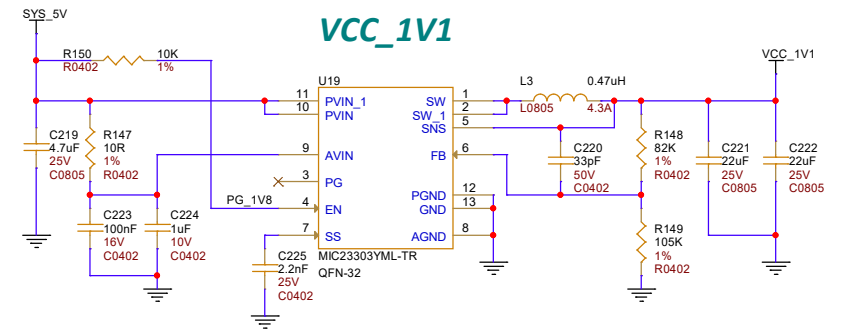 SYS_5V
VCC_1V1
VCC_1V1
R150
10K
R0402
1%
U19
L3
0.47uH
L0805
4.3A
11
PVIN_1
10
PVIN
9
AVIN
3
PG
4
EN
7
SS
SW
1
SW_1
2
SNS
5
FB
6
PGND
12
GND
13
AGND
8
MIC23303YML-TR
QFN-32
PG_1V8
C219
4.7uF
25V
C0805
R147
10R
1%
R0402
C223
100nF
16V
C0402
C224
1uF
10V
C0402
C225
2.2nF
25V
C0402
C220
33pF
50V
C0402
R148
82K
1%
R0402
R149
105K
1%
R0402
C221
22uF
25V
C0805
C222
22uF
25V
C0805